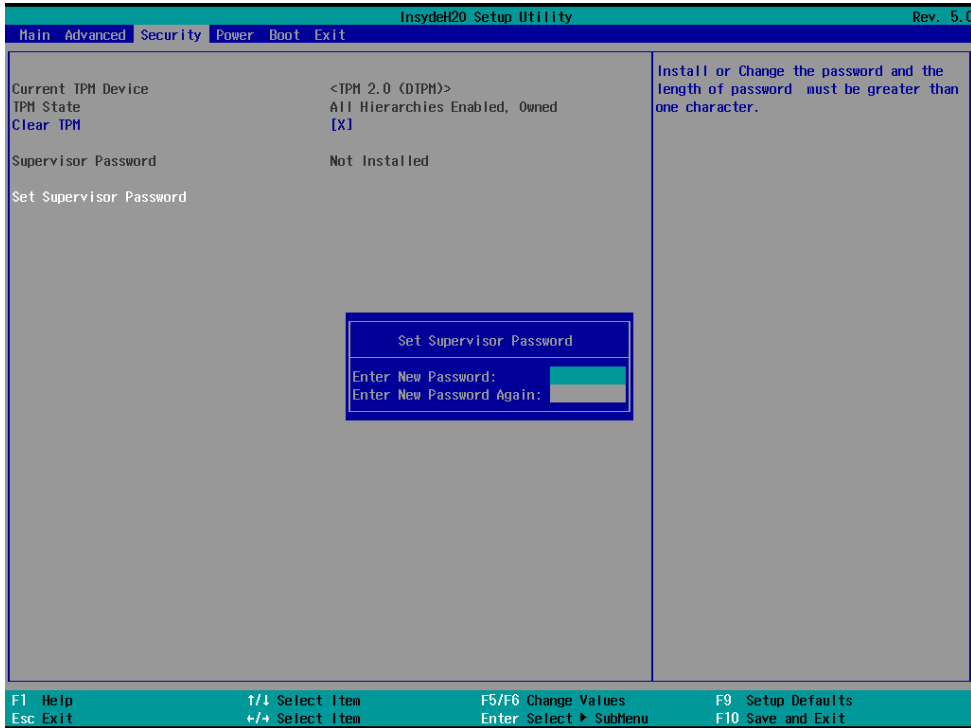 InsydeH2O Setup Utility Rev. 5.0
Main Advanced Security Power Boot Exit
Current TPM Device <TPM 2.0 (DTPM)>
TPM State All Hierarchies Enabled, Owned
Clear TPM [X]
Supervisor Password Not Installed
Set Supervisor Password
Install or Change the password and the
length of password must be greater than
one character.
Set Supervisor Password
Enter New Password:
Enter New Password Again:
F1 Help ↑/↓ Select Item F5/F6 Change Values F9 Setup Defaults
Esc Exit ←/→ Select Item Enter Select ▶ SubMenu F10 Save and Exit